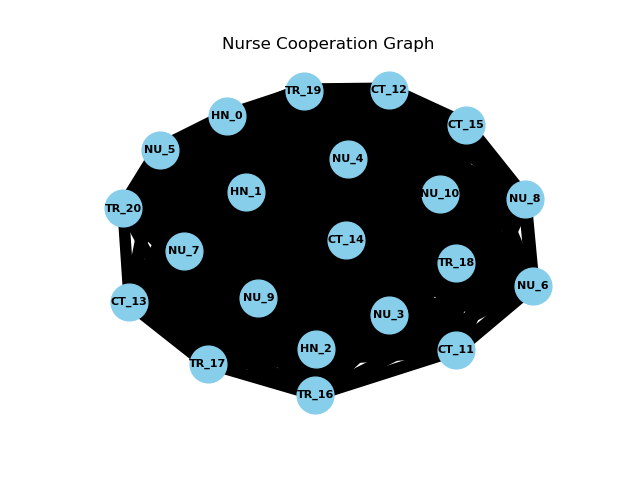 Nurse Cooperation Graph
TR_19
CT_12
HN_0
CT_15
NU_5
NU_4
HN_1
NU_10
NU_8
TR_20
CT_14
NU_7
TR_18
NU_6
NU_9
CT_13
NU_3
HN_2
CT_11
TR_17
TR_16